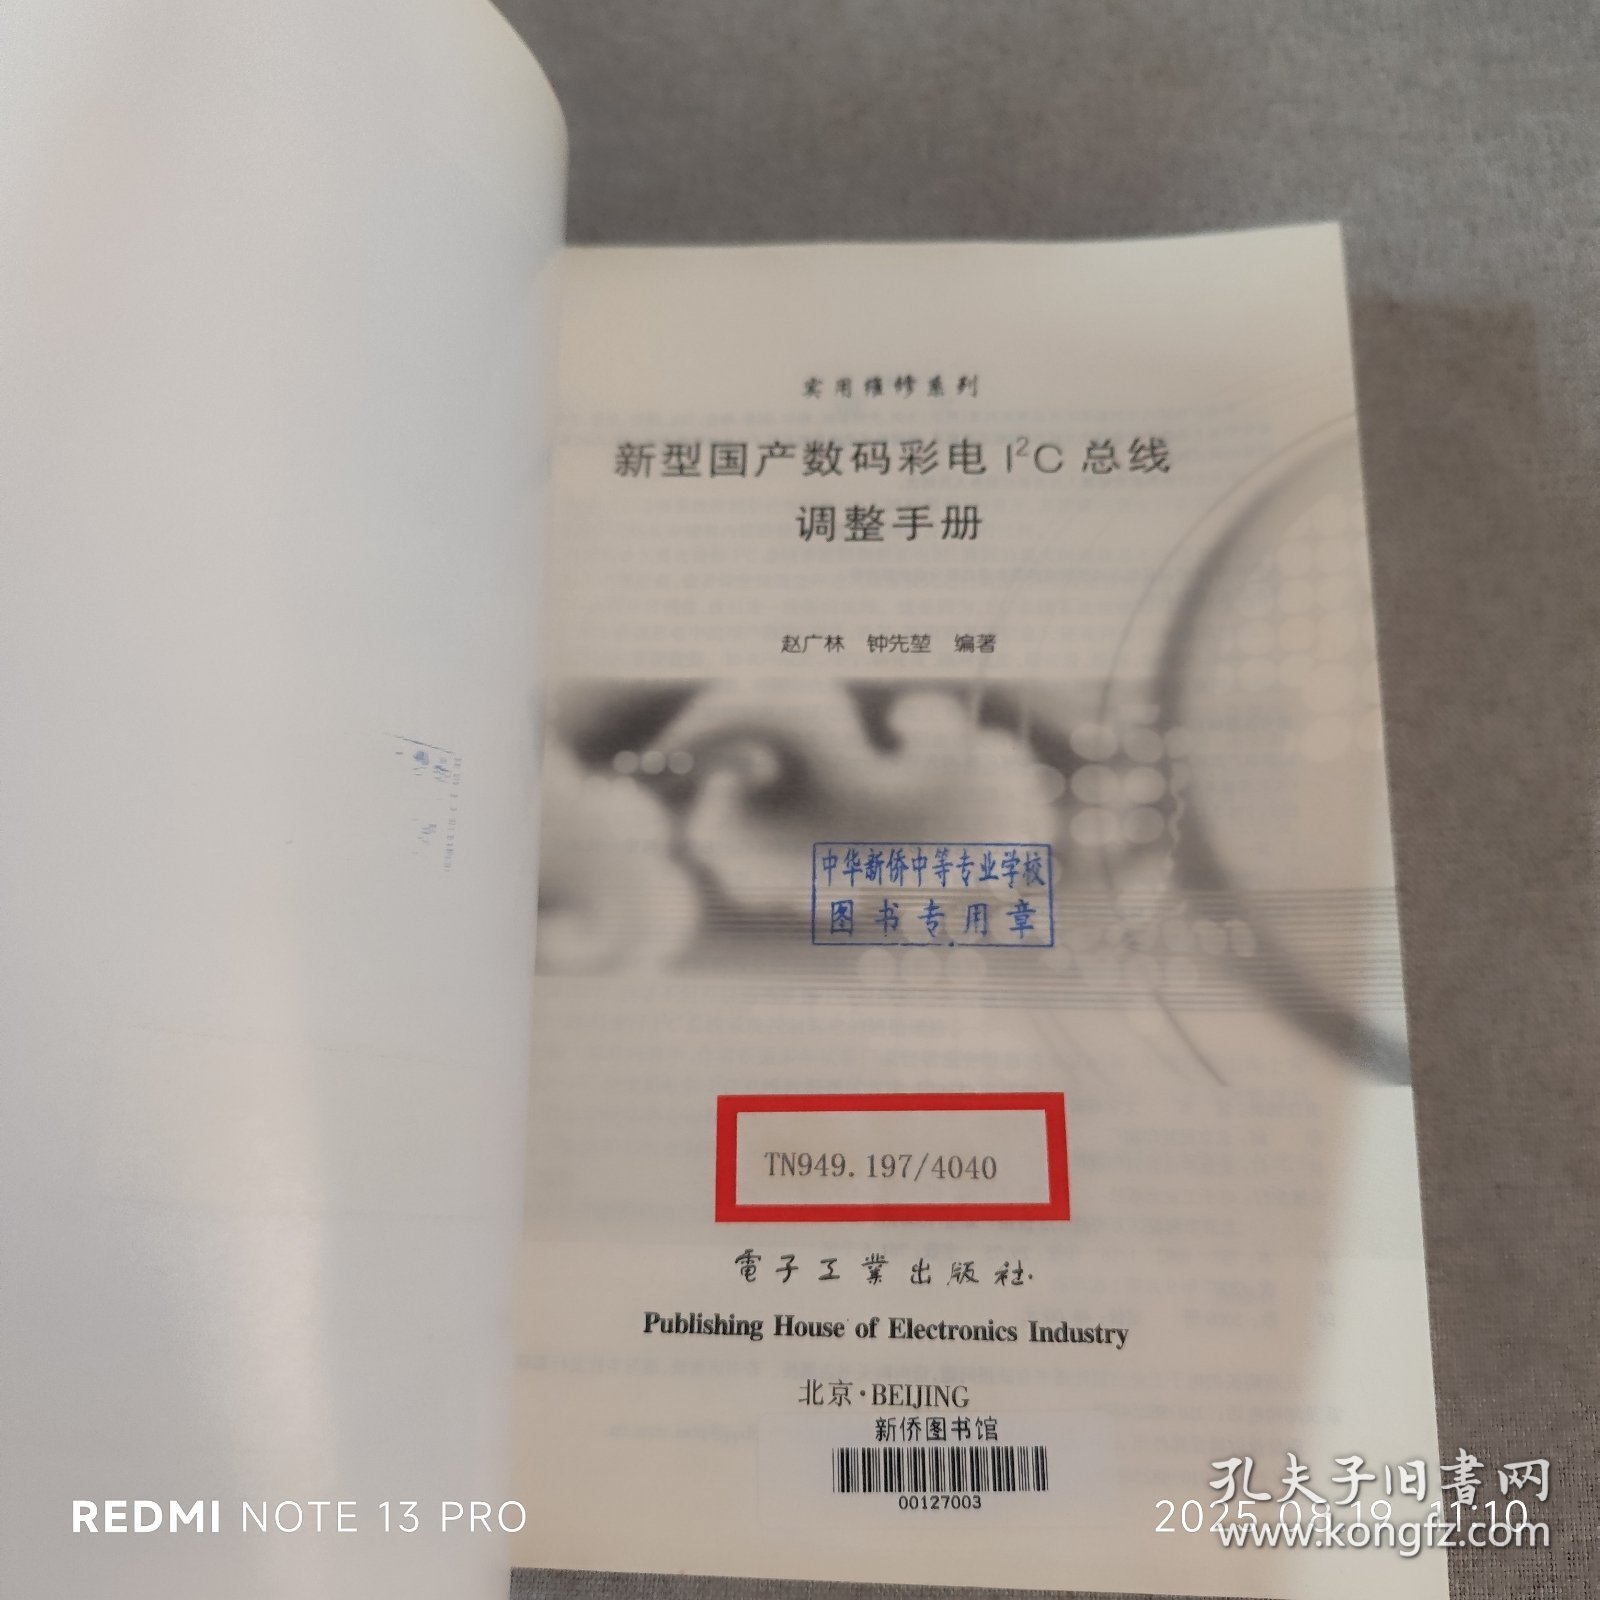 实用维修系列
新型国产数码彩电 I²C 总线
调整手册
赵广林 钟先堃 编著
中华新侨中等专业学校
图书专用章
TN949.197/4040
電子工業出版社.
Publishing House of Electronics Industry
北京·BEIJING
新侨图书馆
00127003
REDMI NOTE 13 PRO
2025.08.19 11:10
孔夫子旧書网
www.kongfz.com